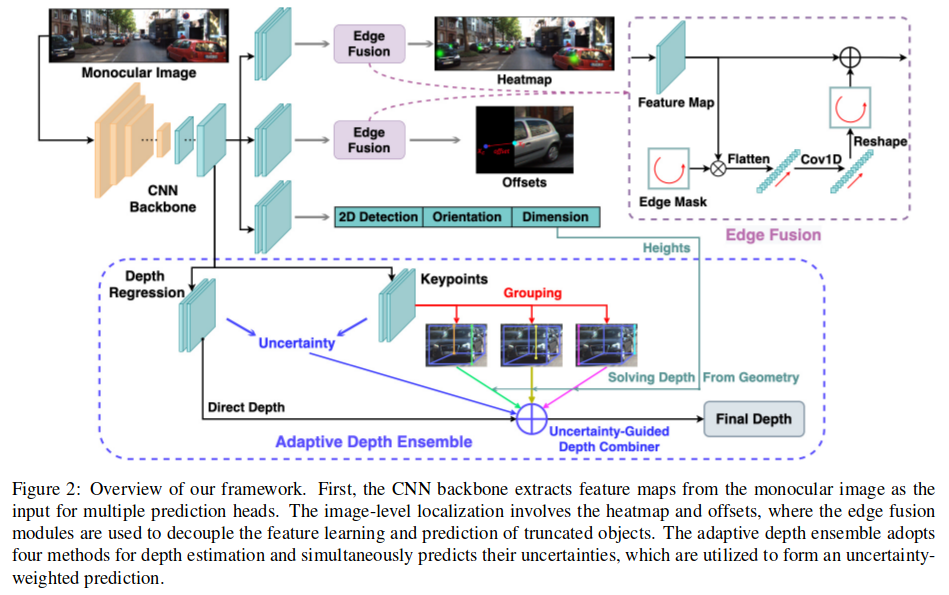 Monocular Image
Edge
Fusion
Heatmap
CNN
Backbone
Edge
Fusion
Offsets
2D Detection
Orientation
Dimension
Feature Map
Edge Mask
Flatten
Cov1D
Reshape
Edge Fusion
Heights
Depth
Regression
Keypoints
Grouping
Uncertainty
Solving Depth
From Geometry
Direct Depth
Adaptive Depth Ensemble
Uncertainty-Guided
Depth Combiner
Final Depth
Figure 2: Overview of our framework. First, the CNN backbone extracts feature maps from the monocular image as the
input for multiple prediction heads. The image-level localization involves the heatmap and offsets, where the edge fusion
modules are used to decouple the feature learning and prediction of truncated objects. The adaptive depth ensemble adopts
four methods for depth estimation and simultaneously predicts their uncertainties, which are utilized to form an uncertainty-
weighted prediction.